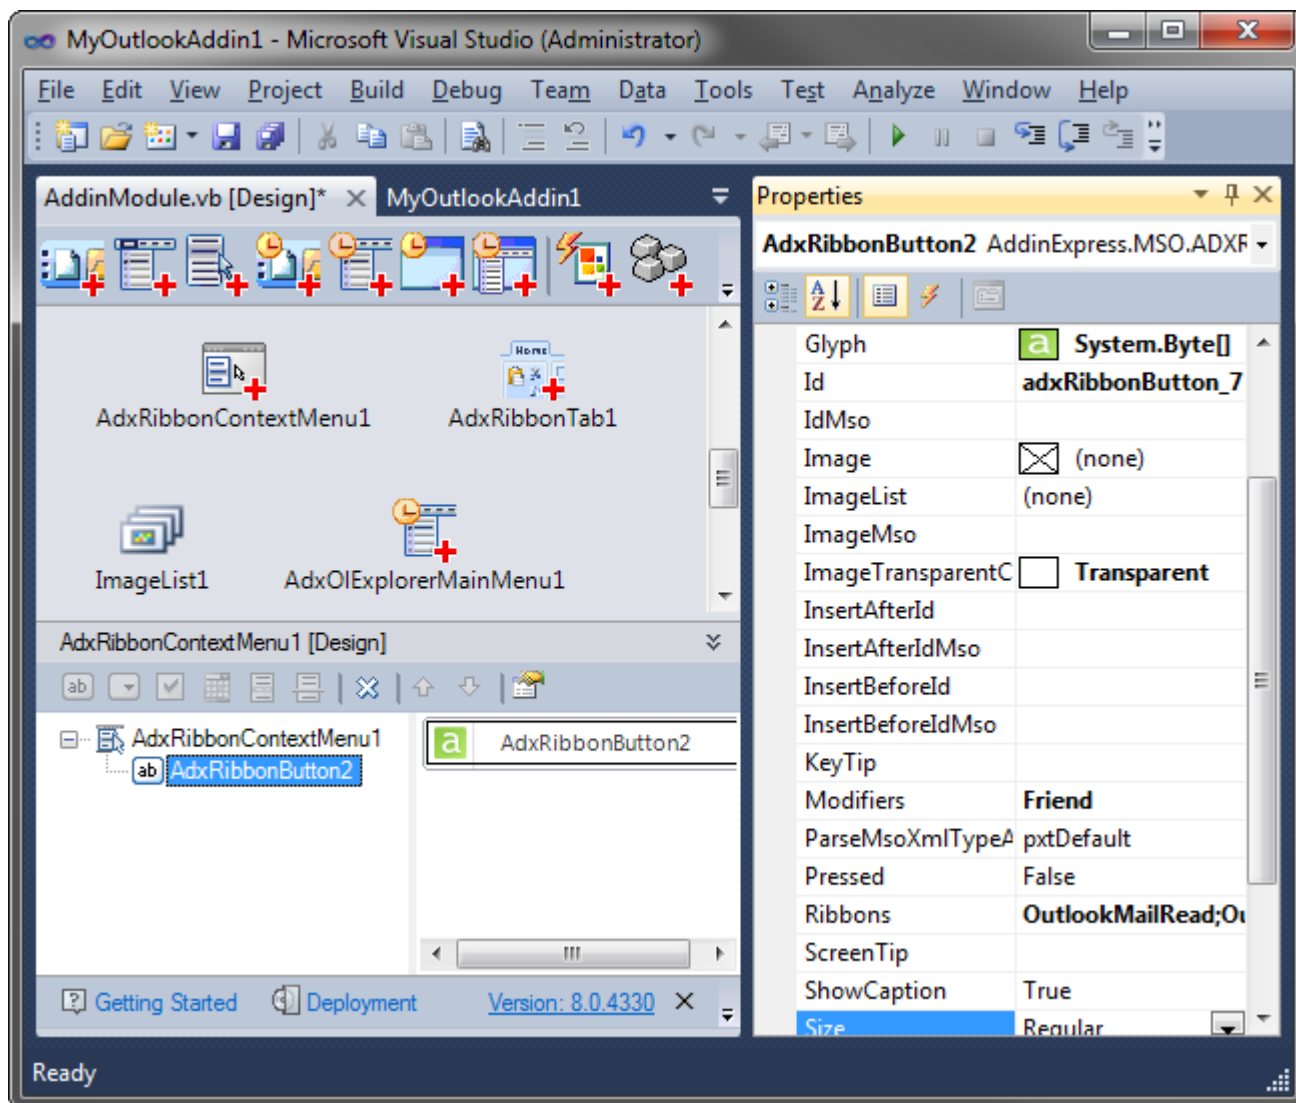 MyOutlookAddin1 - Microsoft Visual Studio (Administrator)
File Edit View Project Build Debug Team Data Tools Test Analyze Window Help
AddinModule.vb [Design]* MyOutlookAddin1
AdxRibbonContextMenu1 AdxRibbonTab1
ImageList1 AdxOlExplorerMainMenu1
AdxRibbonContextMenu1 [Design]
AdxRibbonContextMenu1
ab AdxRibbonButton2
a AdxRibbonButton2
Getting Started Deployment Version: 8.0.4330
Properties
AdxRibbonButton2 AddinExpress.MSO.ADXR
Glyph a System.Byte[]
Id adxRibbonButton_7
IdMso
Image (none)
ImageList (none)
ImageMso
ImageTransparentC Transparent
InsertAfterId
InsertAfterIdMso
InsertBeforeId
InsertBeforeIdMso
KeyTip
Modifiers Friend
ParseMsoXmlTypeA pxtDefault
Pressed False
Ribbons OutlookMailRead;Ou
ScreenTip
ShowCaption True
Size Regular
Ready